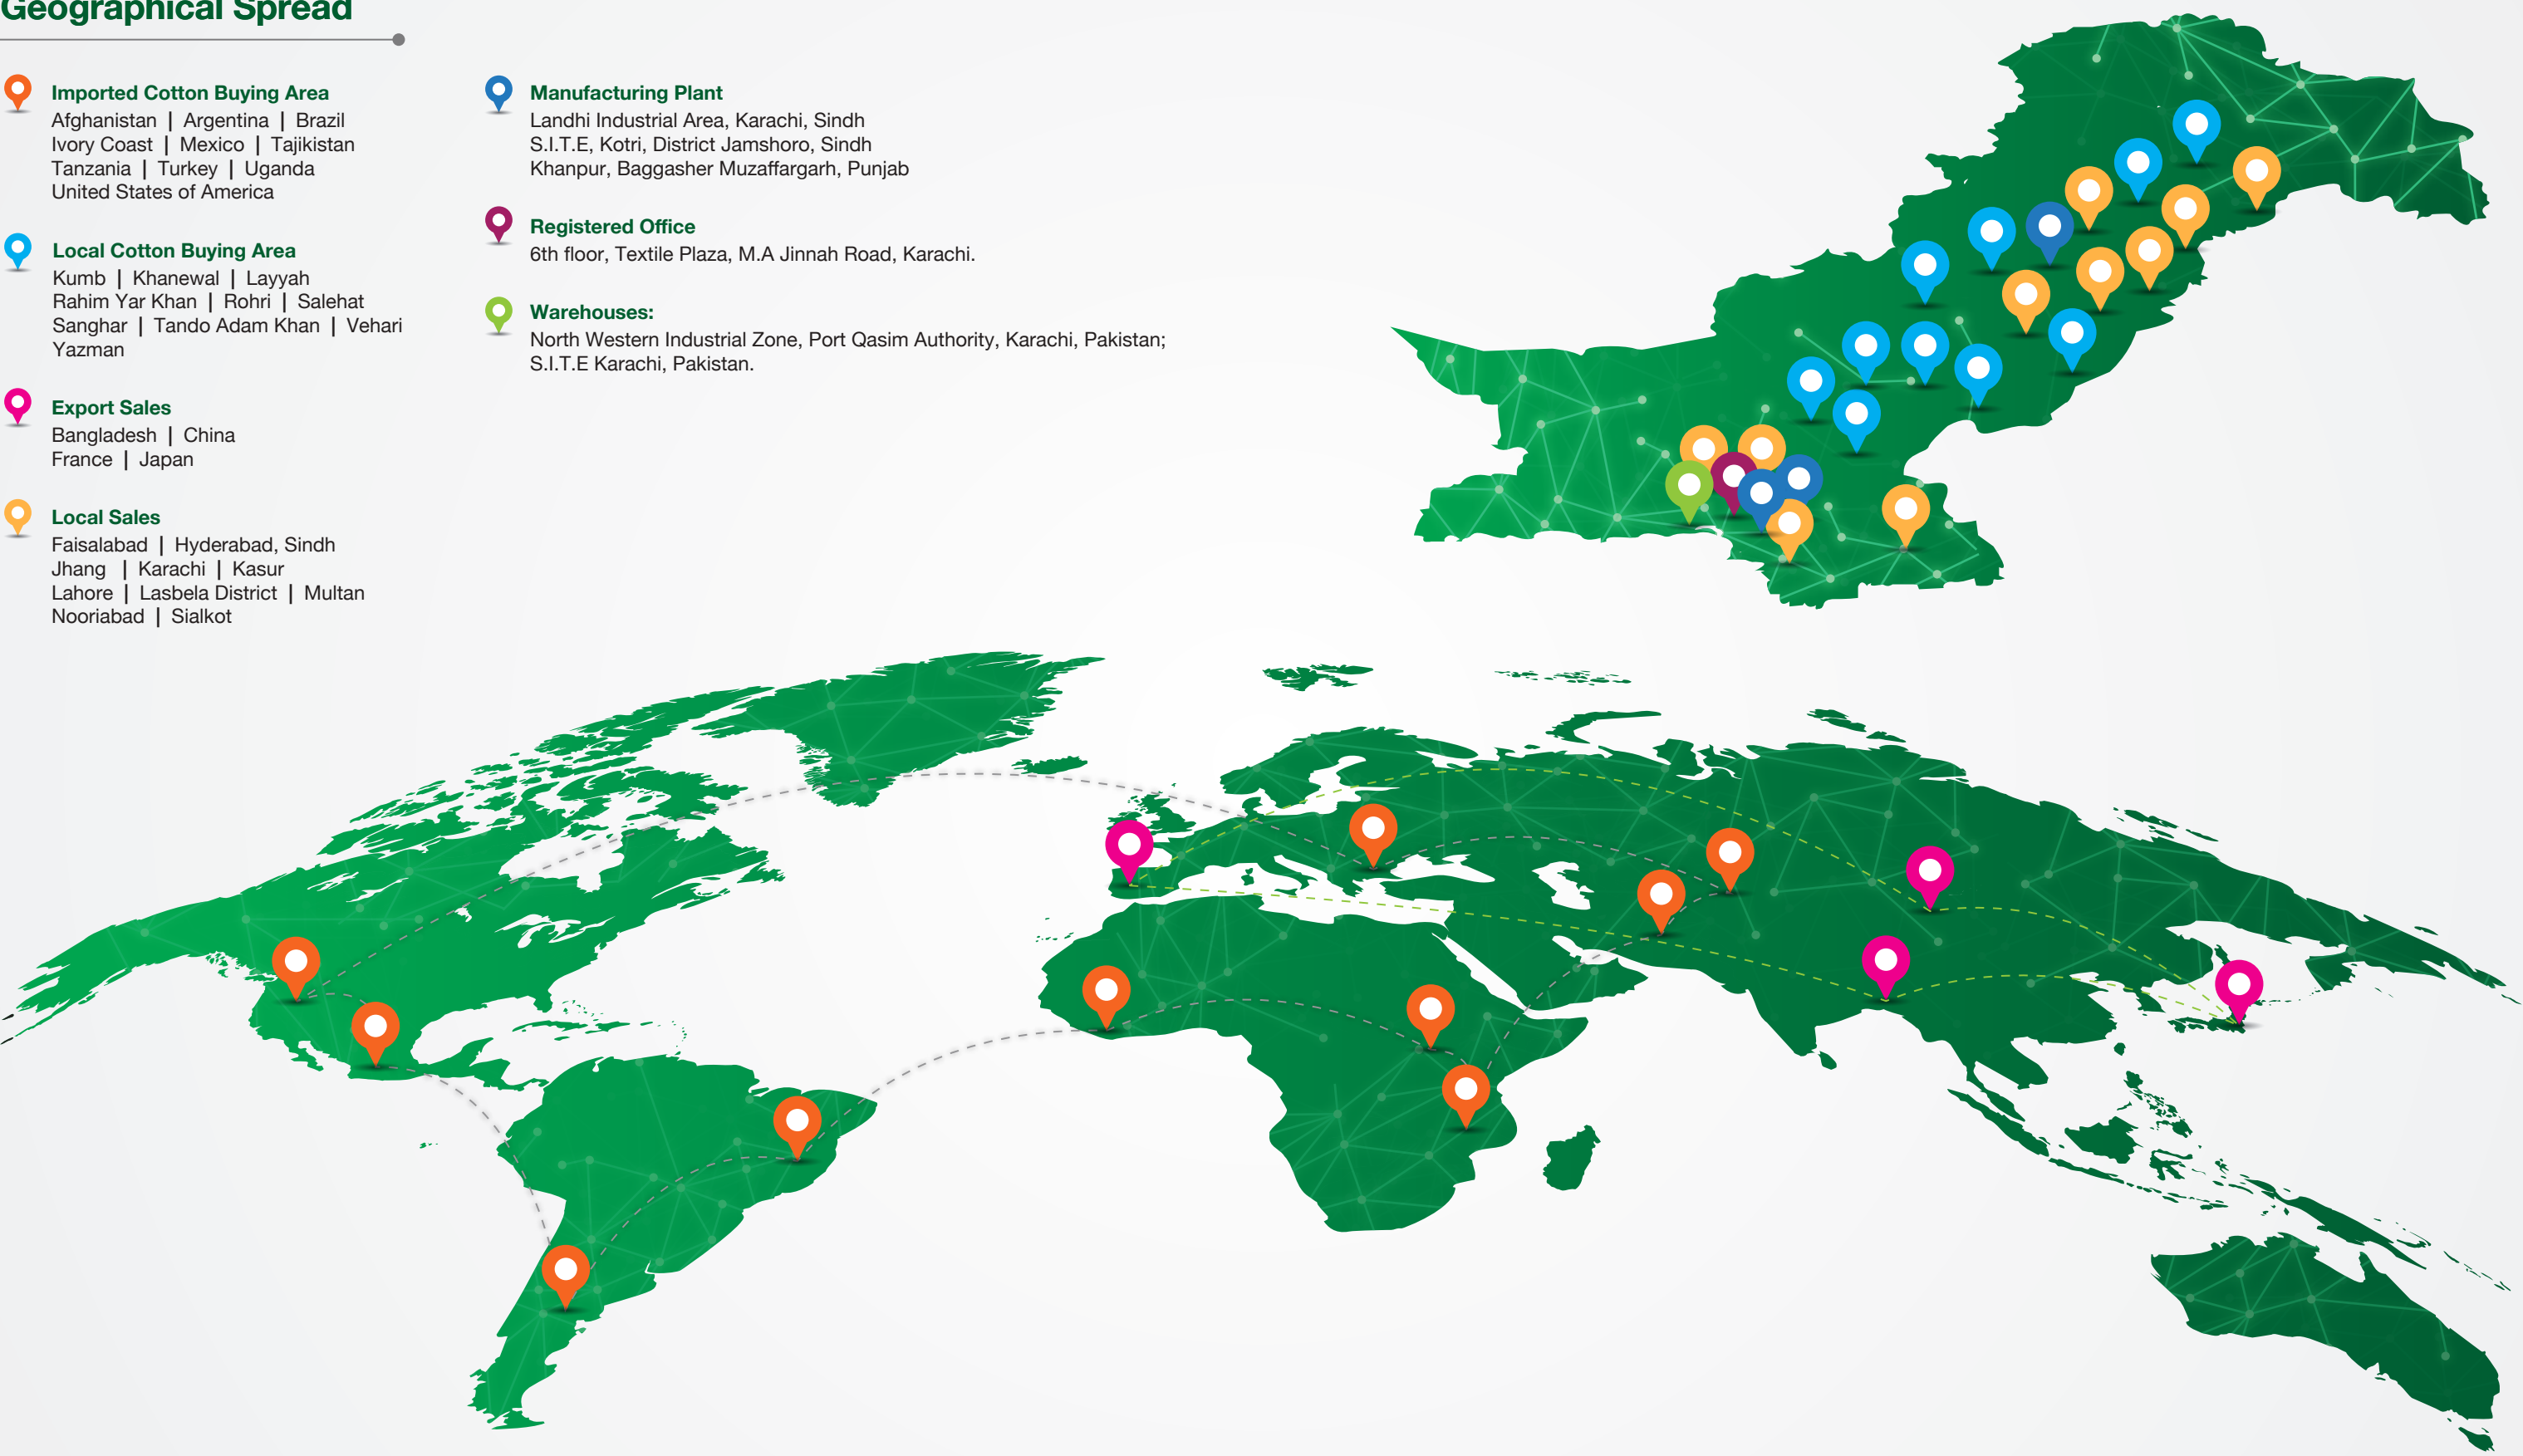 Geographical Spread
Imported Cotton Buying Area
Afghanistan | Argentina | Brazil
Ivory Coast | Mexico | Tajikistan
Tanzania | Turkey | Uganda
United States of America
Local Cotton Buying Area
Kumb | Khanewal | Layyah
Rahim Yar Khan | Rohri | Salehat
Sanghar | Tando Adam Khan | Vehari
Yazman
Export Sales
Bangladesh | China
France | Japan
Local Sales
Faisalabad | Hyderabad, Sindh
Jhang | Karachi | Kasur
Lahore | Lasbela District | Multan
Nooriabad | Sialkot
Manufacturing Plant
Landhi Industrial Area, Karachi, Sindh
S.I.T.E, Kotri, District Jamshoro, Sindh
Khanpur, Baggasher Muzaffargarh, Punjab
Registered Office
6th floor, Textile Plaza, M.A Jinnah Road, Karachi.
Warehouses:
North Western Industrial Zone, Port Qasim Authority, Karachi, Pakistan;
S.I.T.E Karachi, Pakistan.